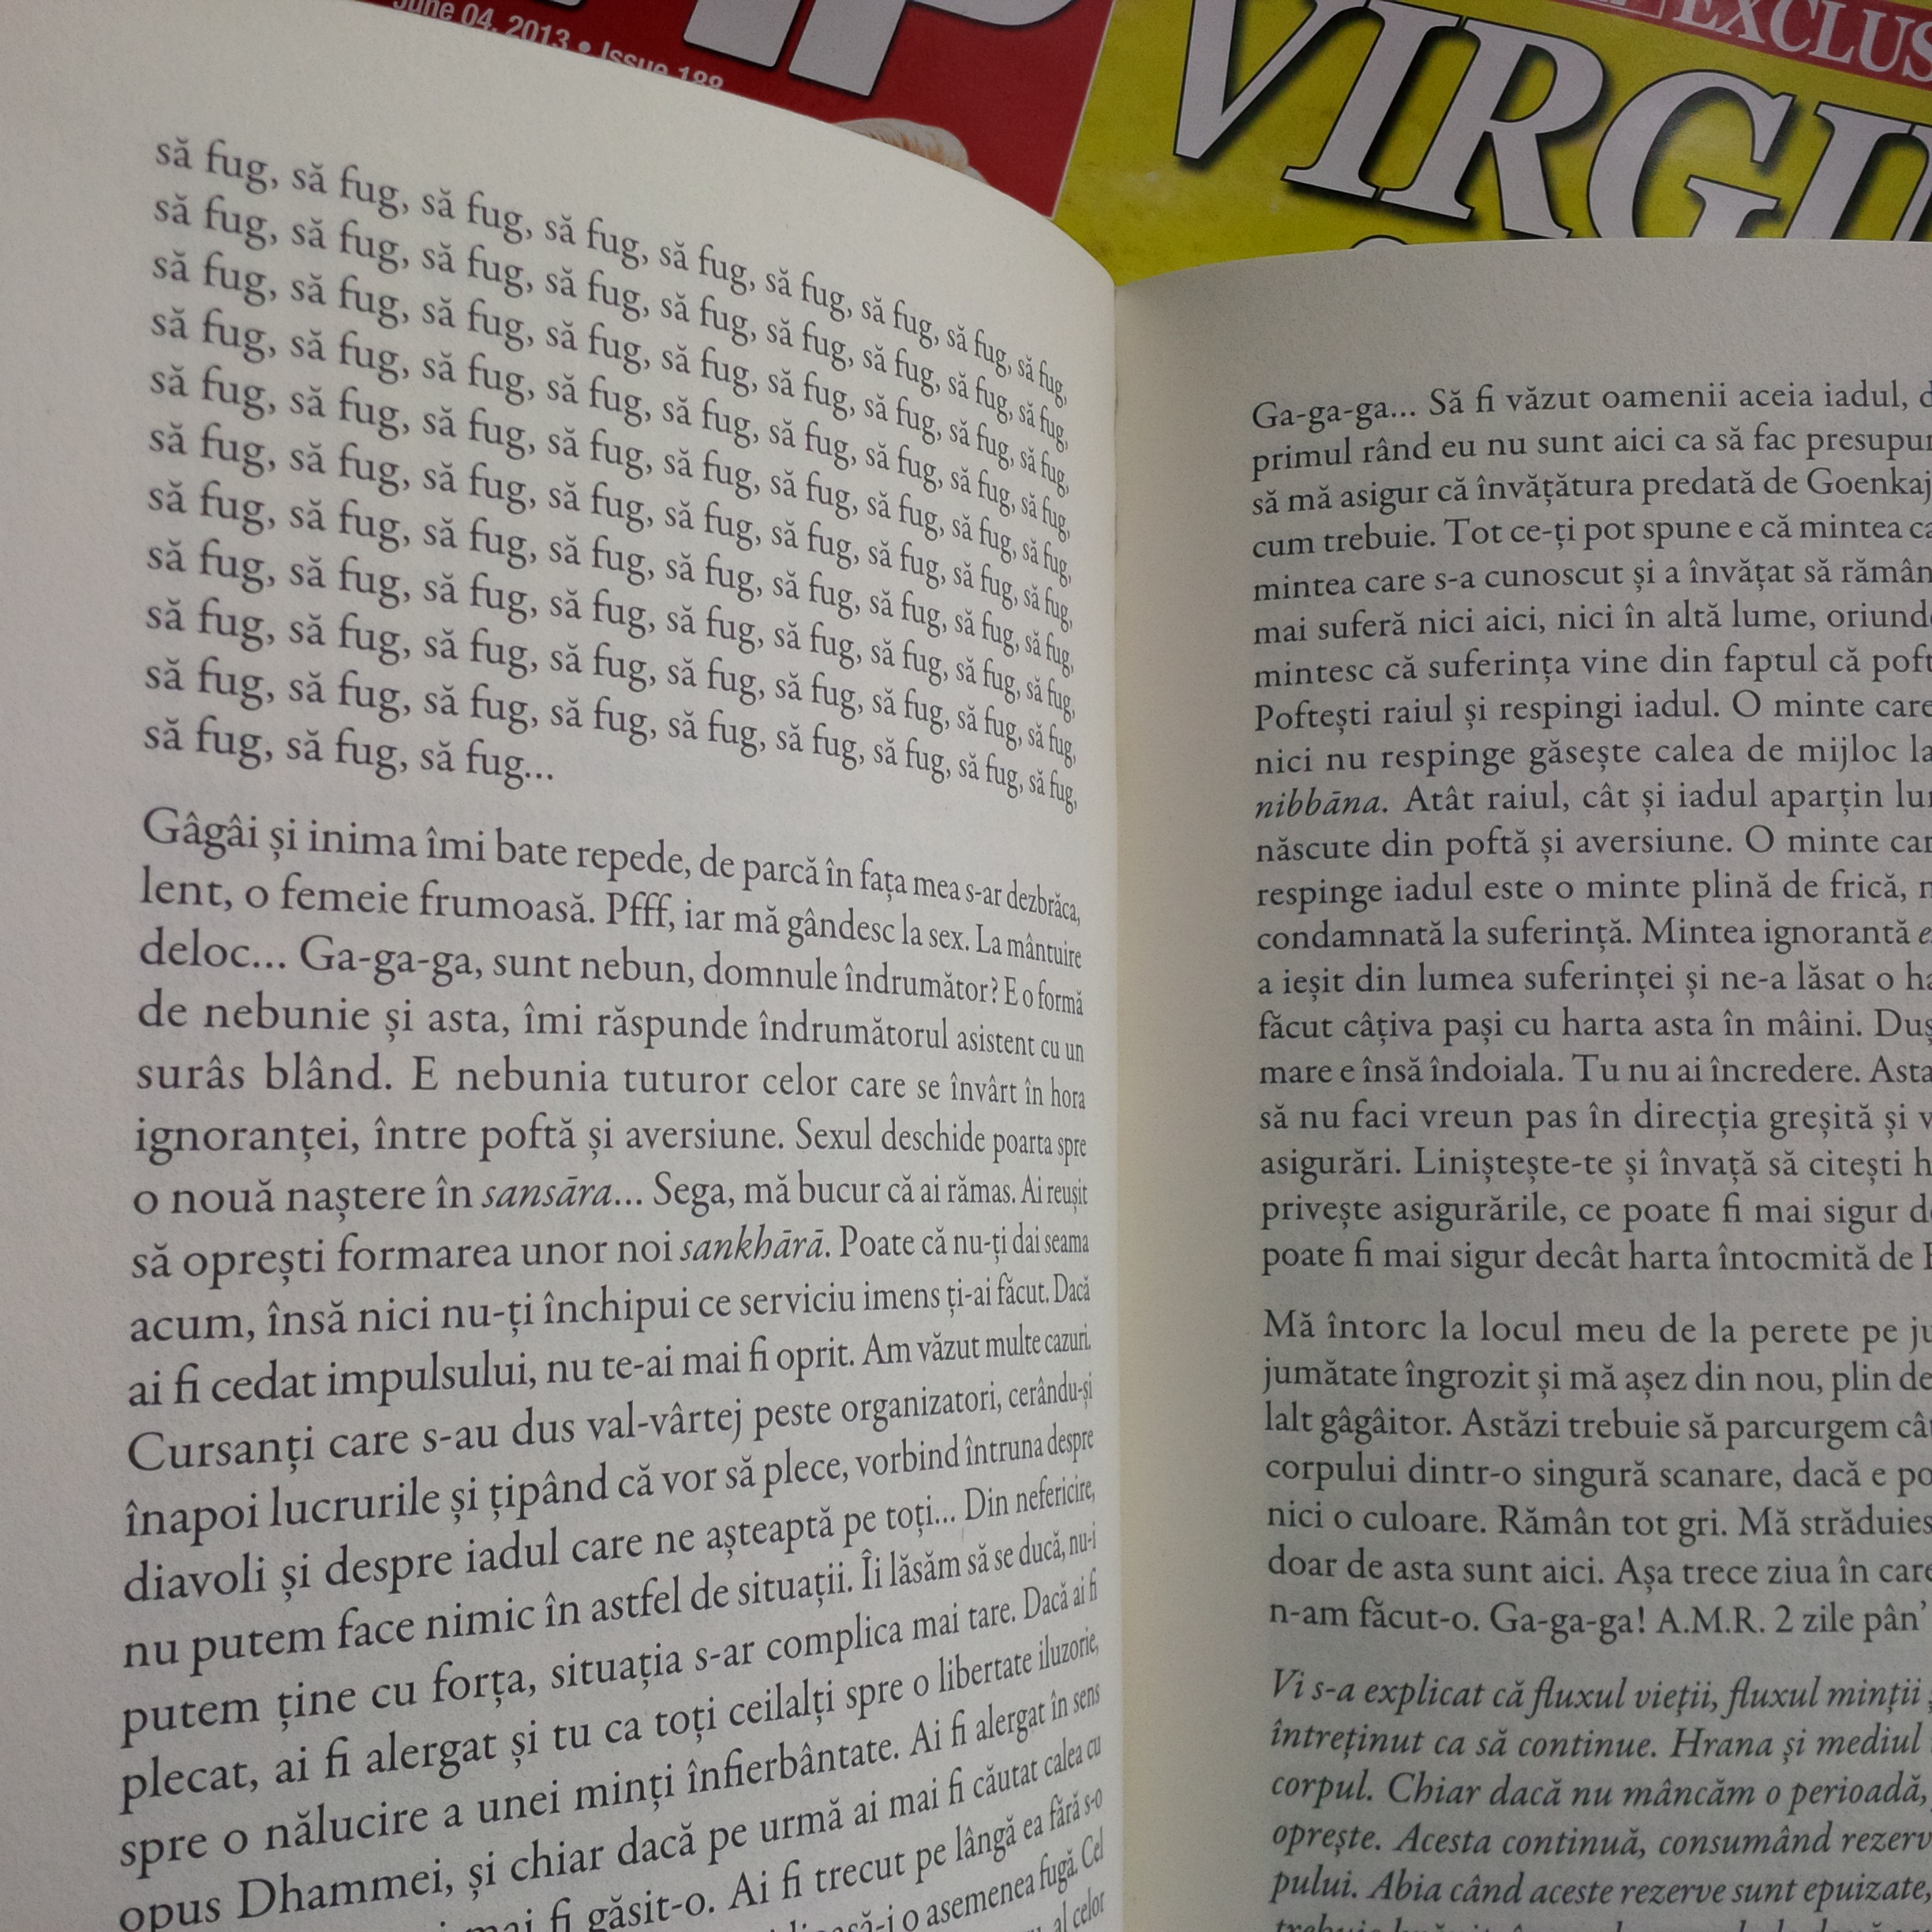 June 04, 2013 • Issue 188
EXCLUS
să fug, să fug, să fug, să fug, să fug, să fug, să fug, să fug, să fug,
să fug, să fug, să fug, să fug, să fug, să fug, să fug, să fug, să fug,
să fug, să fug, să fug, să fug, să fug, să fug, să fug, să fug, să fug,
să fug, să fug, să fug, să fug, să fug, să fug, să fug, să fug, să fug,
să fug, să fug, să fug, să fug, să fug, să fug, să fug, să fug, să fug,
să fug, să fug, să fug, să fug, să fug, să fug, să fug, să fug, să fug,
să fug, să fug, să fug, să fug, să fug, să fug, să fug, să fug, să fug,
să fug, să fug, să fug, să fug, să fug, să fug, să fug, să fug, să fug,
să fug, să fug, să fug, să fug, să fug, să fug, să fug, să fug, să fug,
să fug, să fug, să fug, să fug, să fug, să fug, să fug, să fug, să fug,
să fug, să fug, să fug...
Gâgâi și inima îmi bate repede, de parcă în fața mea s-ar dezbrăca,
lent, o femeie frumoasă. Pfff, iar mă gândesc la sex. La mântuire
deloc... Ga-ga-ga, sunt nebun, domnule îndrumător? E o formă
de nebunie și asta, îmi răspunde îndrumătorul asistent cu un
surâs blând. E nebunia tuturor celor care se învârt în hora
ignoranței, între poftă și aversiune. Sexul deschide poarta spre
o nouă naștere în sansāra... Sega, mă bucur că ai rămas. Ai reușit
să oprești formarea unor noi sankhārā. Poate că nu-ți dai seama
acum, însă nici nu-ți închipui ce serviciu imens ți-ai făcut. Dacă
ai fi cedat impulsului, nu te-ai mai fi oprit. Am văzut multe cazuri.
Cursanți care s-au dus val-vârtej peste organizatori, cerându-și
înapoi lucrurile și țipând că vor să plece, vorbind întruna despre
diavoli și despre iadul care ne așteaptă pe toți... Din nefericire,
nu putem face nimic în astfel de situații. Îi lăsăm să se ducă, nu-i
putem ține cu forța, situația s-ar complica mai tare. Dacă ai fi
plecat, ai fi alergat și tu ca toți ceilalți spre o libertate iluzorie,
spre o nălucire a unei minți înfierbântate. Ai fi alergat în sens
opus Dhammei, și chiar dacă pe urmă ai mai fi căutat calea cu
mai fi găsit-o. Ai fi trecut pe lângă ea fără s-o
o asemenea fugă. Cel
al celor
VIRGI
Ga-ga-ga... Să fi văzut oamenii aceia iadul, d
primul rând eu nu sunt aici ca să fac presupun
să mă asigur că învățătura predată de Goenkaj
cum trebuie. Tot ce-ți pot spune e că mintea ca
mintea care s-a cunoscut și a învățat să rămân
mai suferă nici aici, nici în altă lume, oriund
mintesc că suferința vine din faptul că poft
Poftești raiul și respingi iadul. O minte care
nici nu respinge găsește calea de mijloc la
nibbāna. Atât raiul, cât și iadul aparțin lu
născute din poftă și aversiune. O minte car
respinge iadul este o minte plină de frică, n
condamnată la suferință. Mintea ignorantă e
a ieșit din lumea suferinței și ne-a lăsat o ha
făcut câțiva pași cu harta asta în mâini. Duș
mare e însă îndoiala. Tu nu ai încredere. Asta
să nu faci vreun pas în direcția greșită și v
asigurări. Liniștește-te și învață să citești h
privește asigurările, ce poate fi mai sigur d
poate fi mai sigur decât harta întocmită de
Mă întorc la locul meu de la perete pe ju
jumătate îngrozit și mă așez din nou, plin de
lalt gâgâitor. Astăzi trebuie să parcurgem cât
corpului dintr-o singură scanare, dacă e po
nici o culoare. Rămân tot gri. Mă străduies
doar de asta sunt aici. Așa trece ziua în care
n-am făcut-o. Ga-ga-ga! A.M.R. 2 zile pân’
Vi s-a explicat că fluxul vieții, fluxul minții
întreținut ca să continue. Hrana și mediul
corpul. Chiar dacă nu mâncăm o perioadă,
oprește. Acesta continuă, consumând rezerv
pului. Abia când aceste rezerve sunt epuizate,